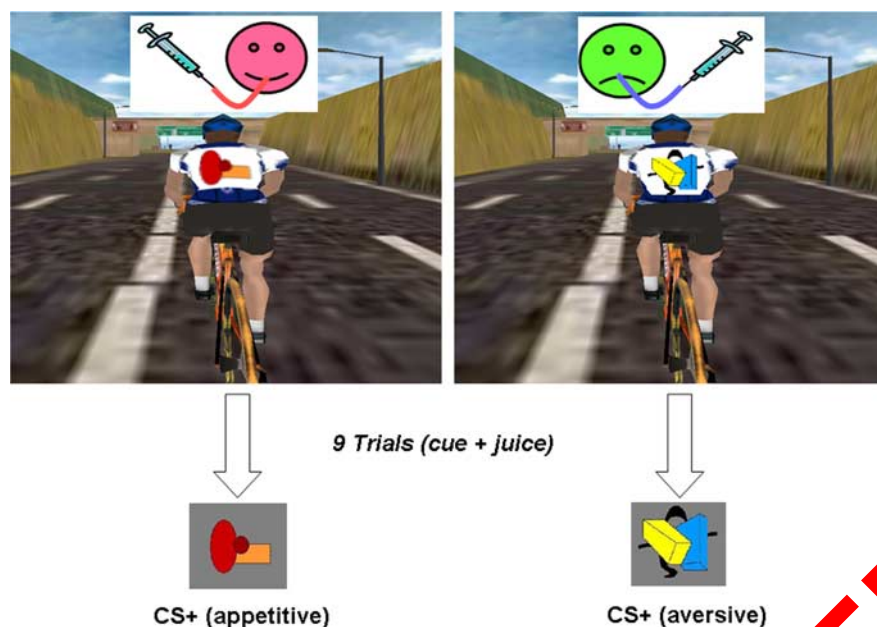 9 Trials (cue + juice)
CS+ (appetitive)
CS+ (aversive)